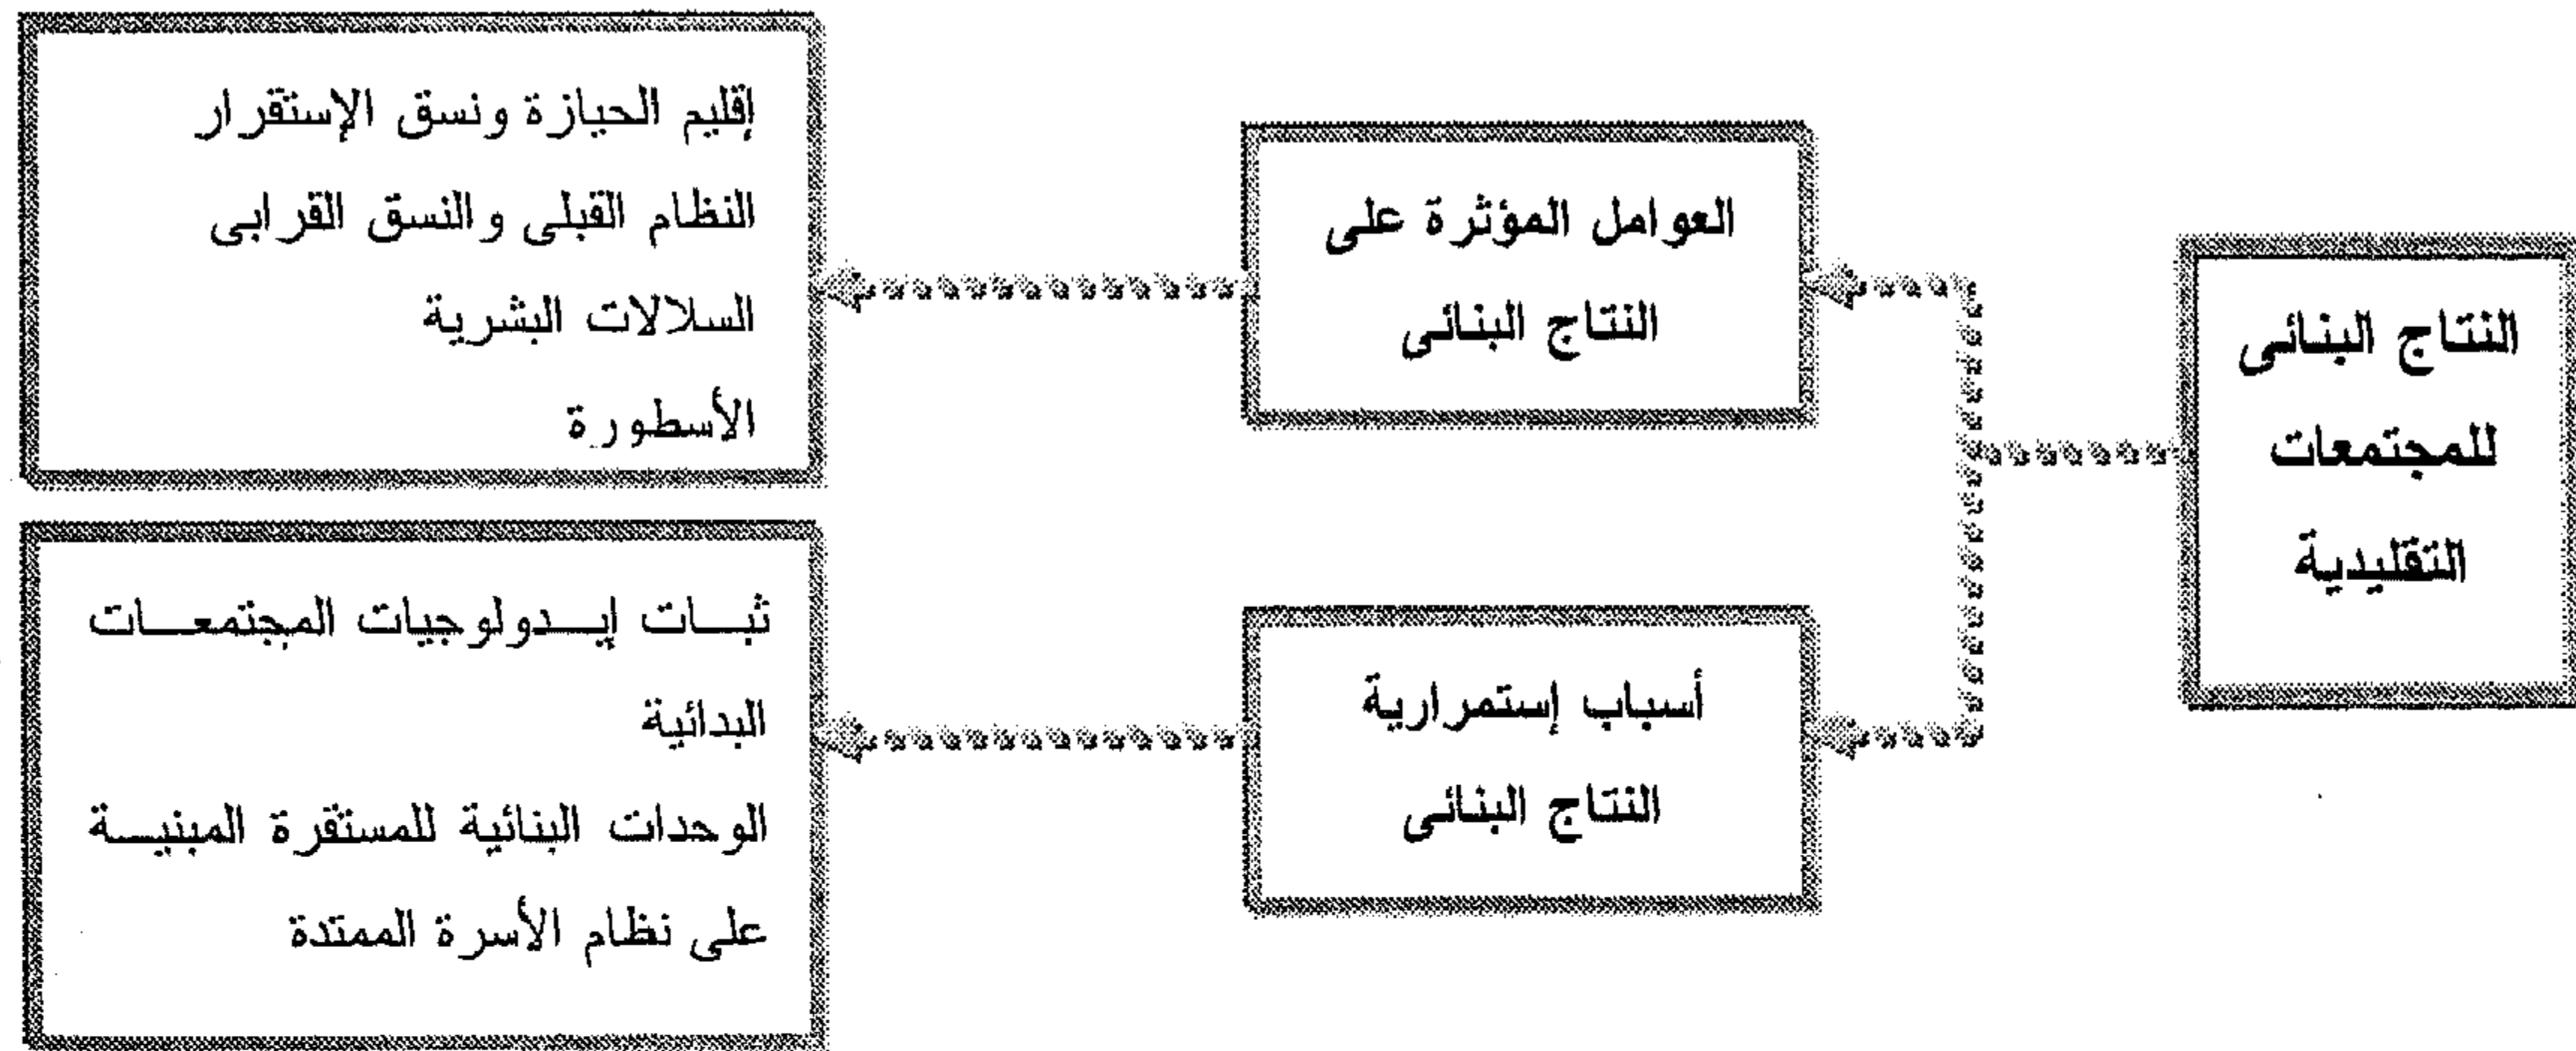 النتاج البنائى
للمجتمعات
التقليدية
العوامل المؤثرة على
النتاج البنائى
إقليم الحيازة ونسق الإستقرار
النظام القبلى والنسق القرابى
السلالات البشرية
الأسطورة
أسباب إستمرارية
النتاج البنائى
ثبات إيدولوجيات المجتمعات
البدائية
الوحدات البنائية للمستقرة المبنية
على نظام الأسرة الممتدة